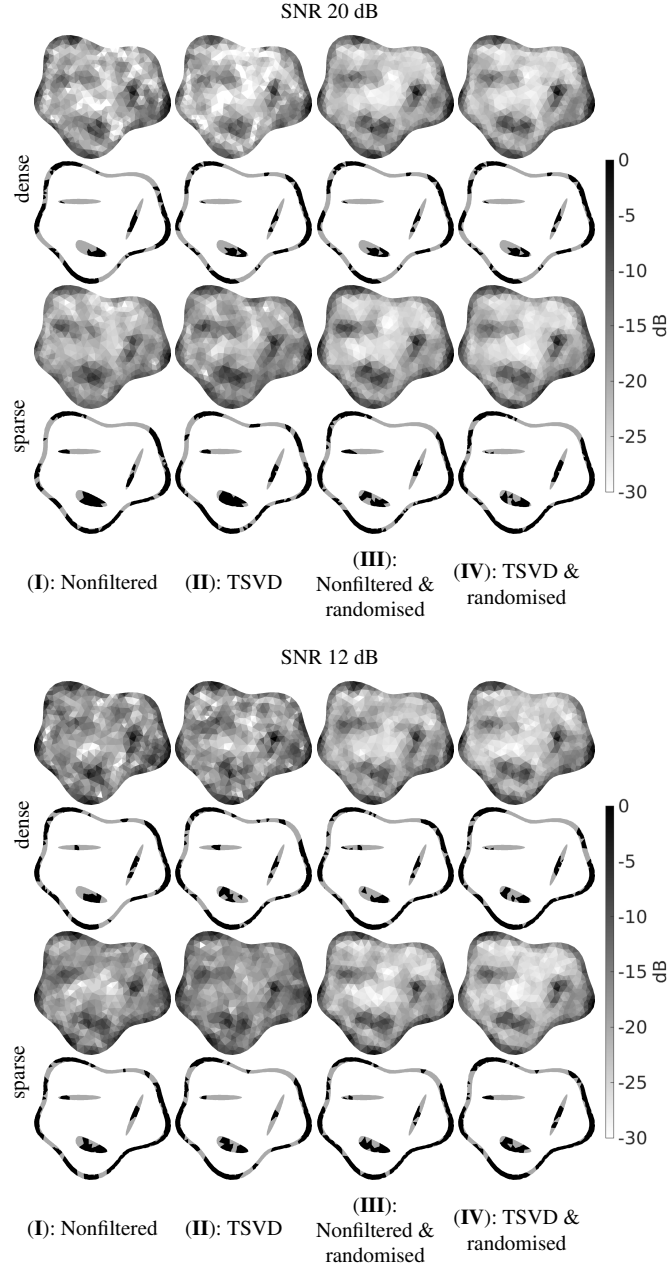 SNR 20 dB
dense
sparse
0
-5
-10
-15
-20
-25
-30
dB
(I): Nonfiltered
(II): TSVD
(III):
Nonfiltered &
randomised
(IV): TSVD &
randomised
SNR 12 dB
dense
sparse
0
-5
-10
-15
-20
-25
-30
dB
(I): Nonfiltered
(II): TSVD
(III):
Nonfiltered &
randomised
(IV): TSVD &
randomised